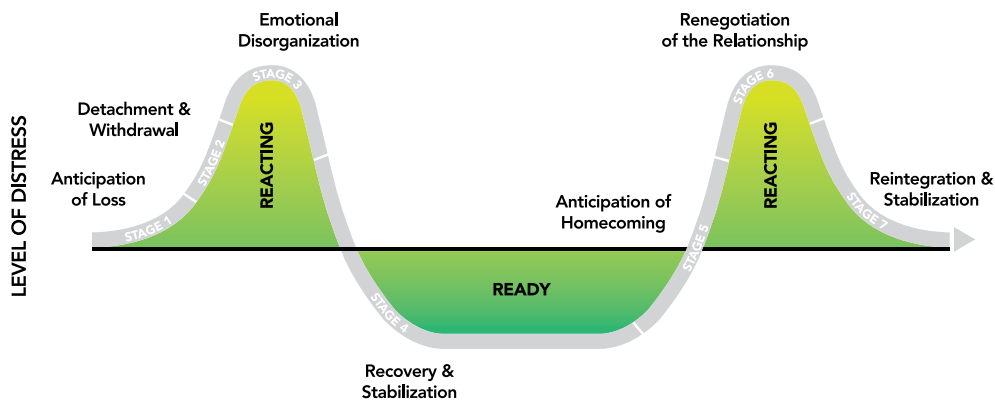 Emotional
Disorganization
Renegotiation
of the Relationship
STAGE 3
STAGE 6
Detachment &
Withdrawal
STAGE 2
REACTING
REACTING
LEVEL OF DISTRESS
Anticipation
of Loss
STAGE 1
Anticipation of
Homecoming
STAGE 5
Reintegration &
Stabilization
STAGE 7
READY
STAGE 4
Recovery &
Stabilization